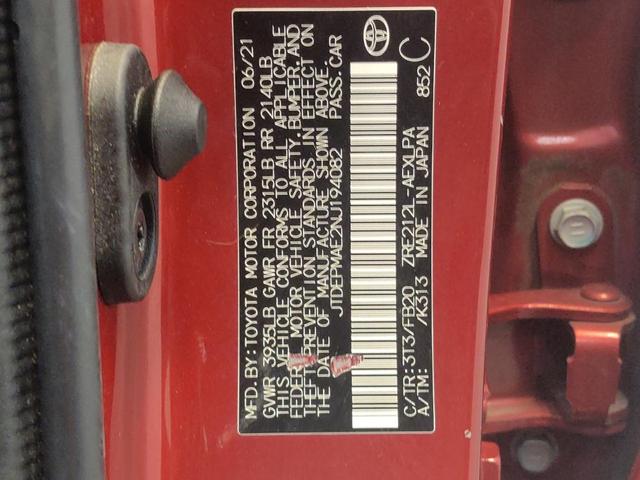 MFD BY: TOYOTA MOTOR CORPORATION 06/21
GVWR 3935LB GAWR FR 2315LB RR 2140LB
THIS VEHICLE CONFORMS TO ALL APPLICABLE
FEDERAL MOTOR VEHICLE SAFETY, BUMPER, AND
THEFT PREVENTION STANDARDS IN EFFECT ON
THE DATE OF MANUFACTURE SHOWN ABOVE.
JTDEPMAE2NJ194082 PASS. CAR
C/TR: 3T3/FB20 ZRE212L-AEXLPA
A/TM: /K313 MADE IN JAPAN 852 C